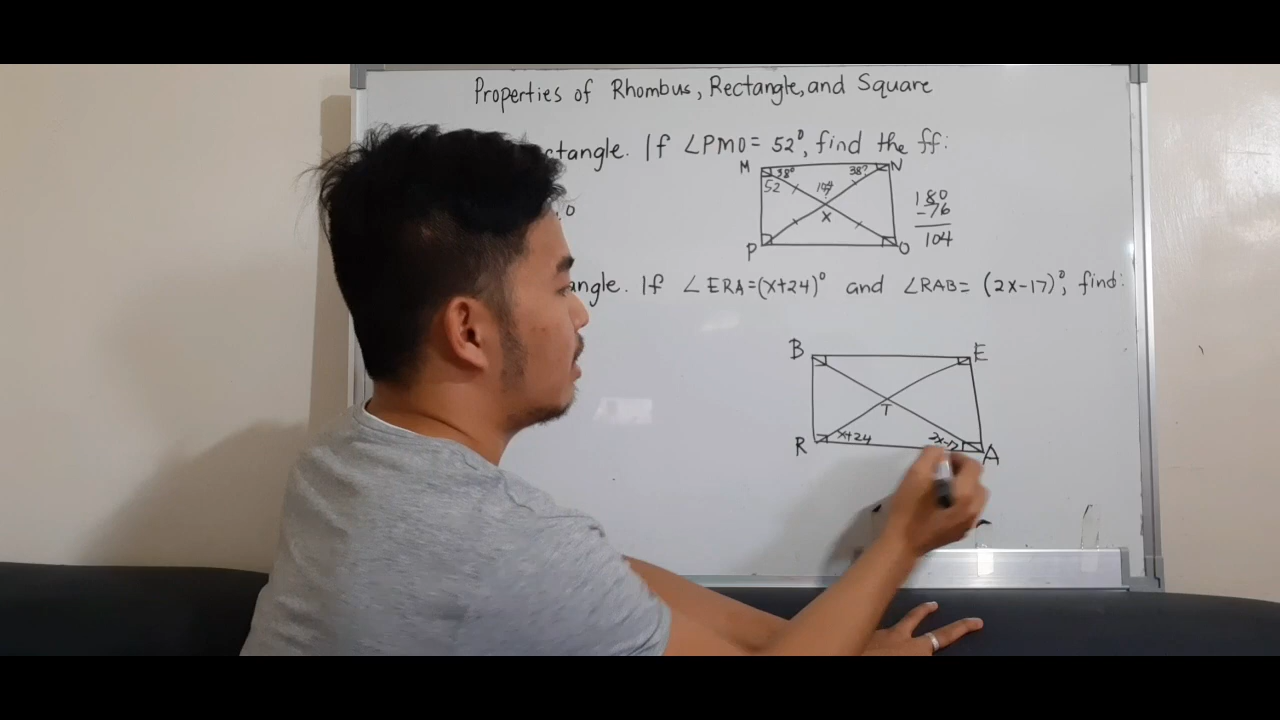 Properties of Rhombus, Rectangle, and Square
ctangle. If ∠PMO = 52°, find the ff:
M 38° 38° N
52 104
180
-76
104
X
P O
angle. If ∠ERA=(x+24)° and ∠RAB= (2x-17)°, find:
B E
T
R x+24 2x-17 A